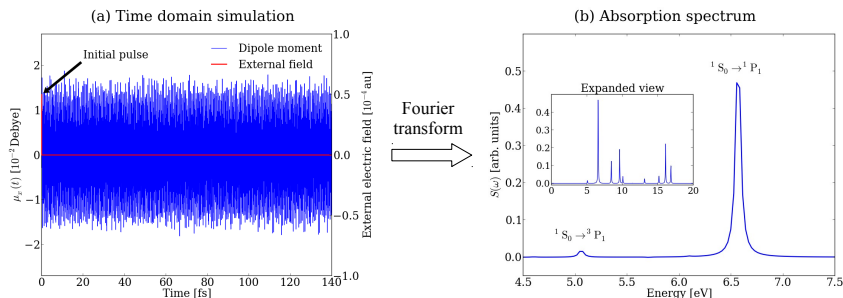 (a) Time domain simulation
Initial pulse
Dipole moment
External field
2
1
0
−1
−2
μx(t) [10⁻² Debye]
1.0
0.5
0.0
−0.5
−1.0
External electric field [10⁻⁴ au]
0 20 40 60 80 100 120 140
Time [fs]
Fourier
transform
(b) Absorption spectrum
¹S₀→¹P₁
Expanded view
0.4
0.3
0.2
0.1
0.0
0 5 10 15 20
¹S₀→³P₁
0.5
0.4
0.3
0.2
0.1
0.0
S(ω) [arb. units]
4.5 5.0 5.5 6.0 6.5 7.0 7.5
Energy [eV]